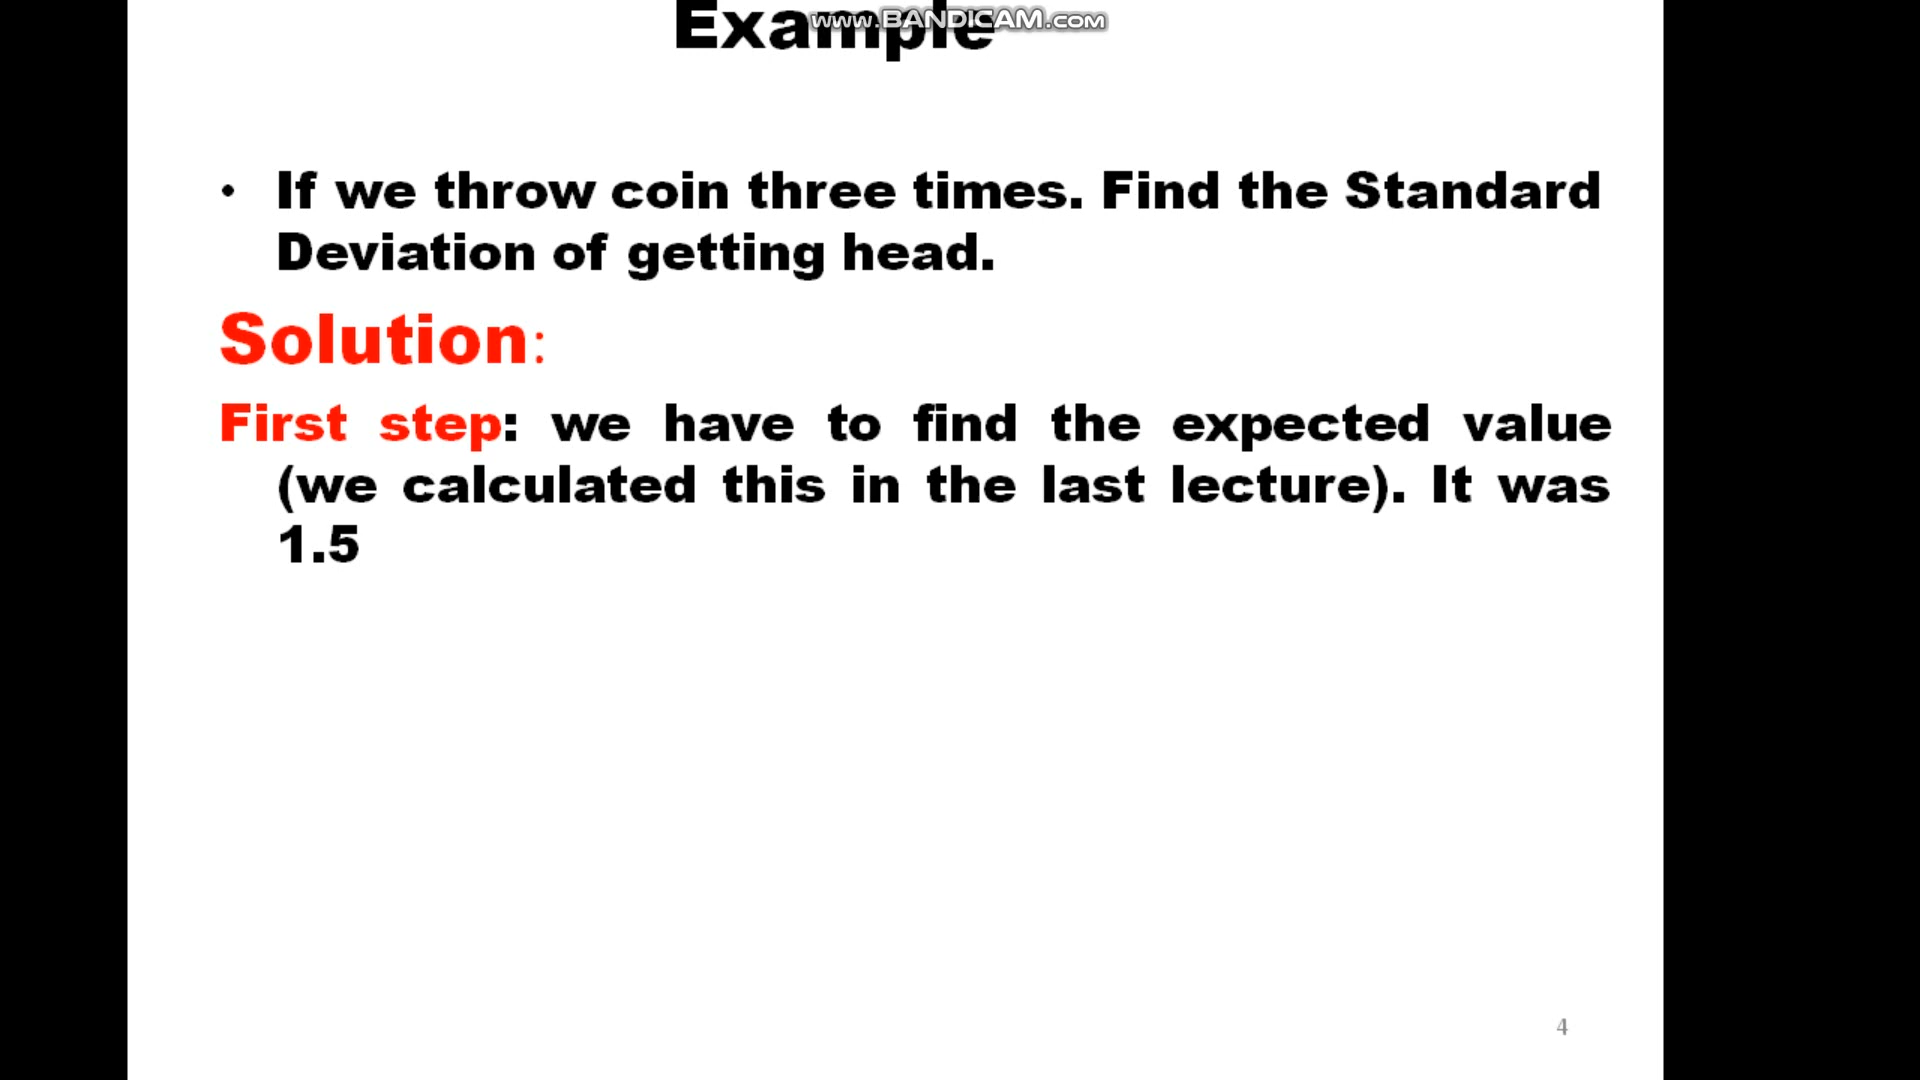 www.BANDICAM.com
Example
• If we throw coin three times. Find the Standard
Deviation of getting head.
Solution:
First step: we have to find the expected value
(we calculated this in the last lecture). It was
1.5
4